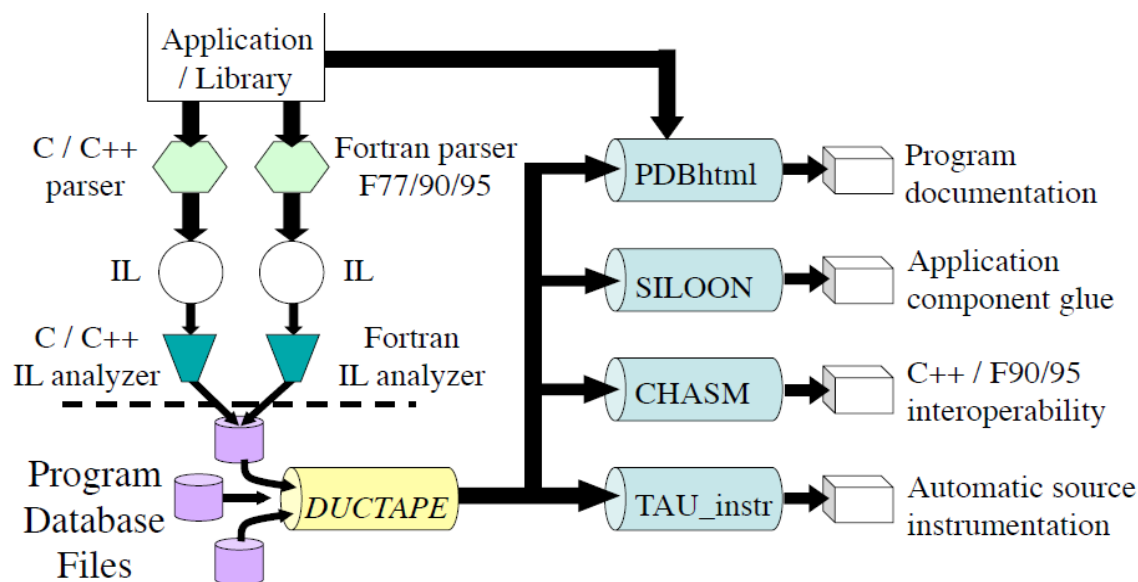 Application
/ Library
C / C++
parser
Fortran parser
F77/90/95
IL
IL
C / C++
IL analyzer
Fortran
IL analyzer
Program
Database
Files
DUCTAPE
PDBhtml
Program
documentation
SILOON
Application
component glue
CHASM
C++ / F90/95
interoperability
TAU_instr
Automatic source
instrumentation